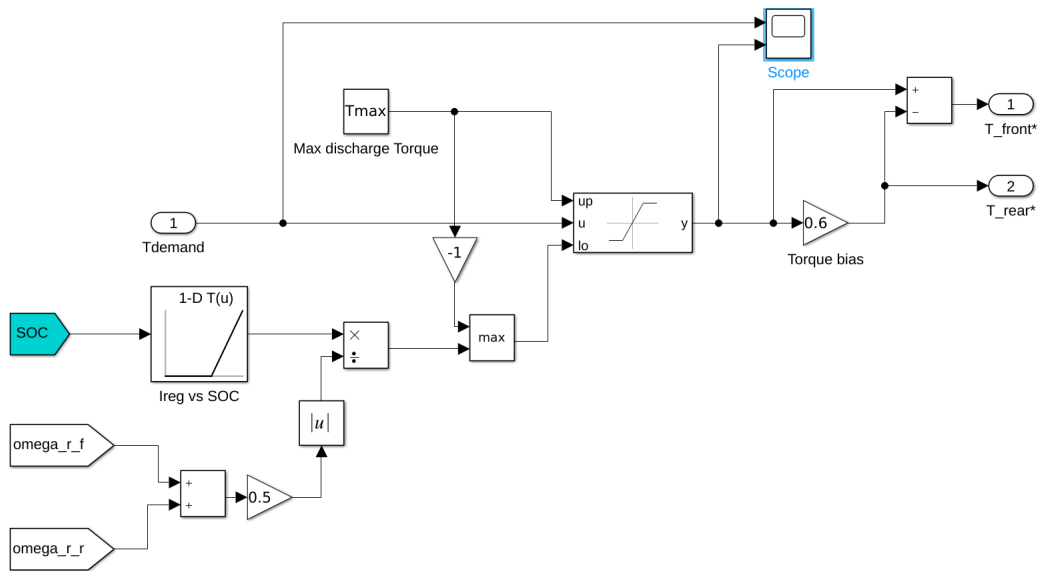 Scope
Tmax
Max discharge Torque
+
−
1
T_front*
2
T_rear*
1
Tdemand
up
u
lo
y
0.6
Torque bias
-1
1-D T(u)
SOC
Ireg vs SOC
×
÷
max
|u|
omega_r_f
+
+
0.5
omega_r_r